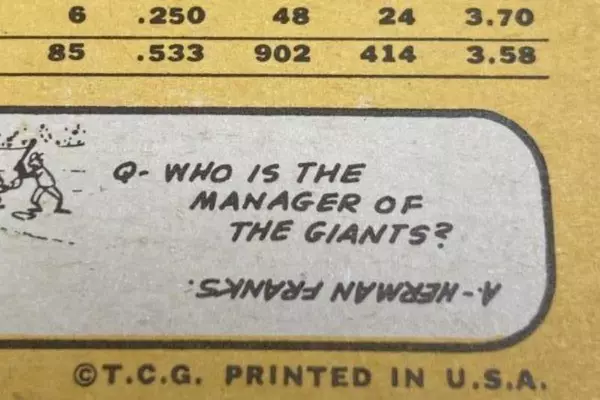 6 .250 48 24 3.70
85 .533 902 414 3.58
Q- WHO IS THE
MANAGER OF
THE GIANTS?
A- HERMAN FRANKS.
©T.C.G. PRINTED IN U.S.A.